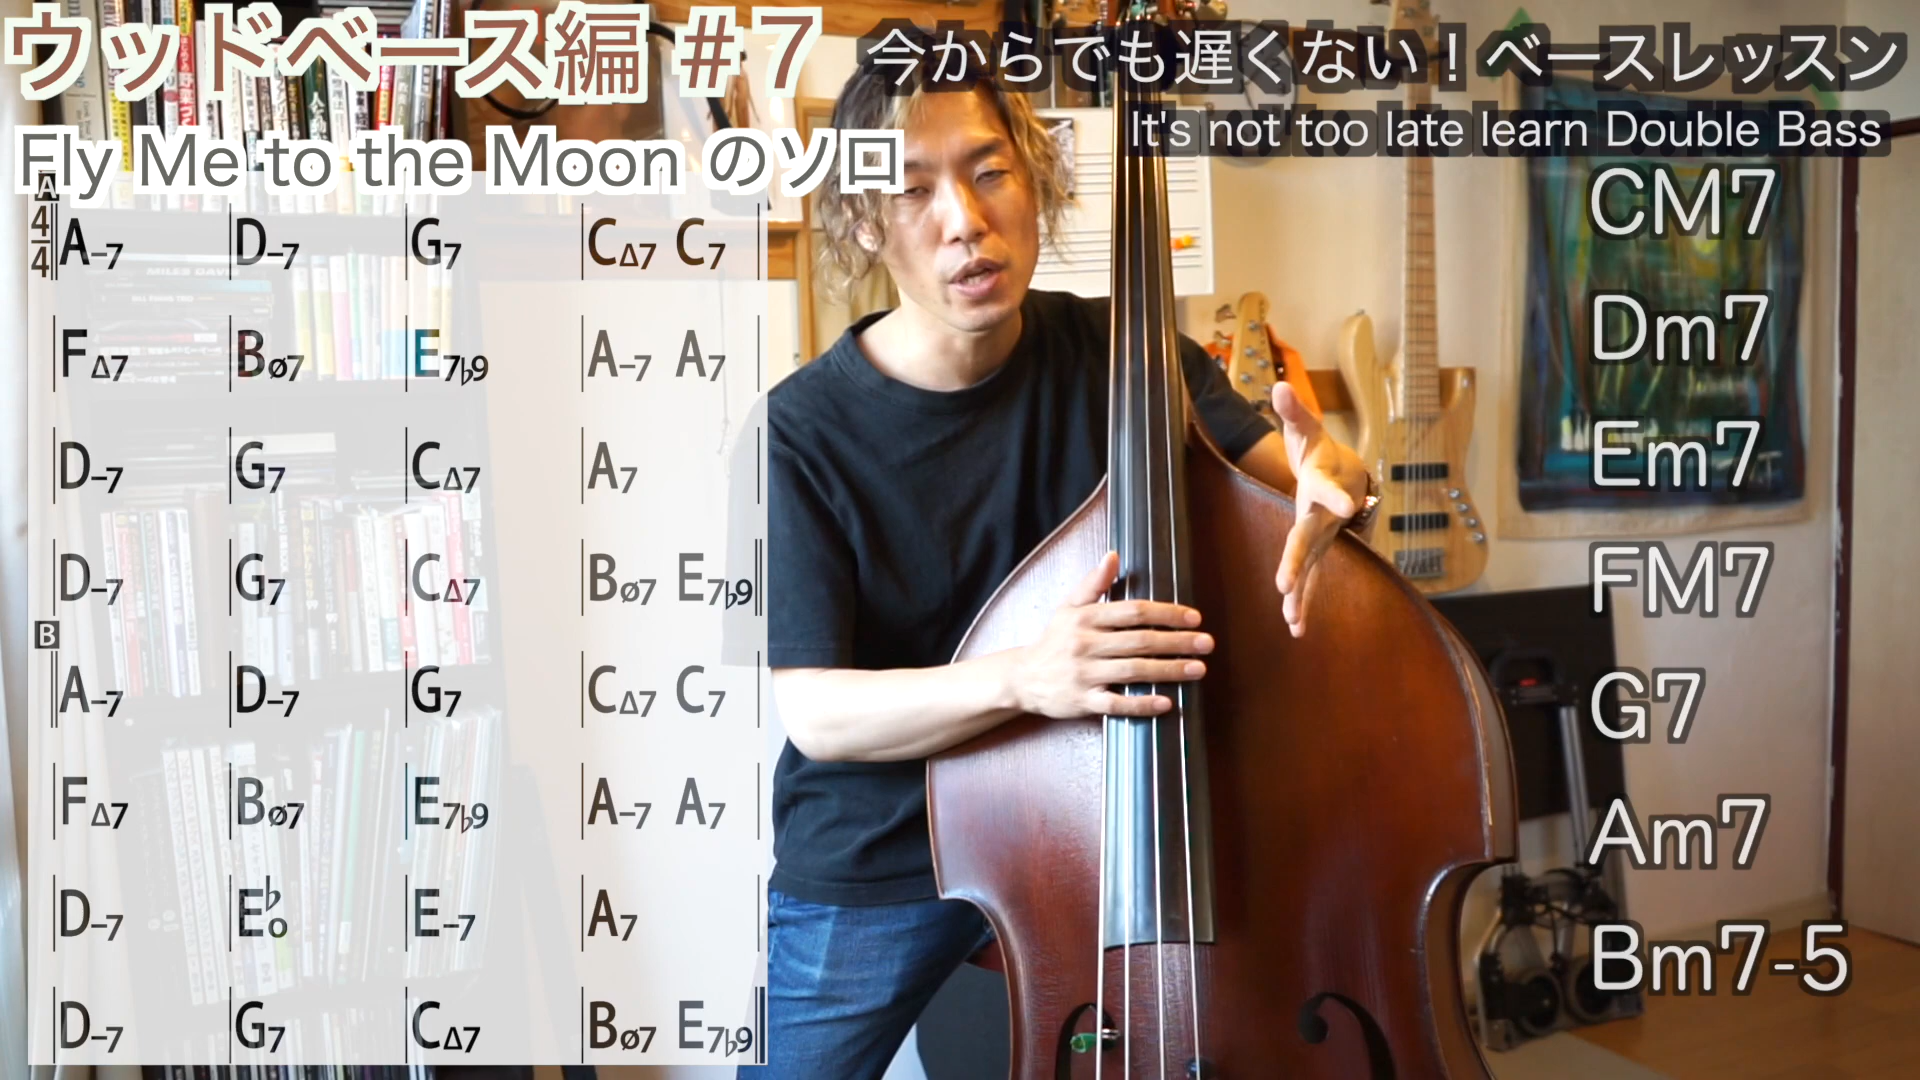 ウッドベース編 #7
今からでも遅くない!ベースレッスン
It's not too late learn Double Bass
Fly Me to the Moon のソロ
A
4/4 A-7 D-7 G7 CΔ7 C7
FΔ7 Bø7 E7♭9 A-7 A7
D-7 G7 CΔ7 A7
D-7 G7 CΔ7 Bø7 E7♭9
B
A-7 D-7 G7 CΔ7 C7
FΔ7 Bø7 E7♭9 A-7 A7
D-7 E♭o E-7 A7
D-7 G7 CΔ7 Bø7 E7♭9
CM7
Dm7
Em7
FM7
G7
Am7
Bm7-5
MILES DAVIS